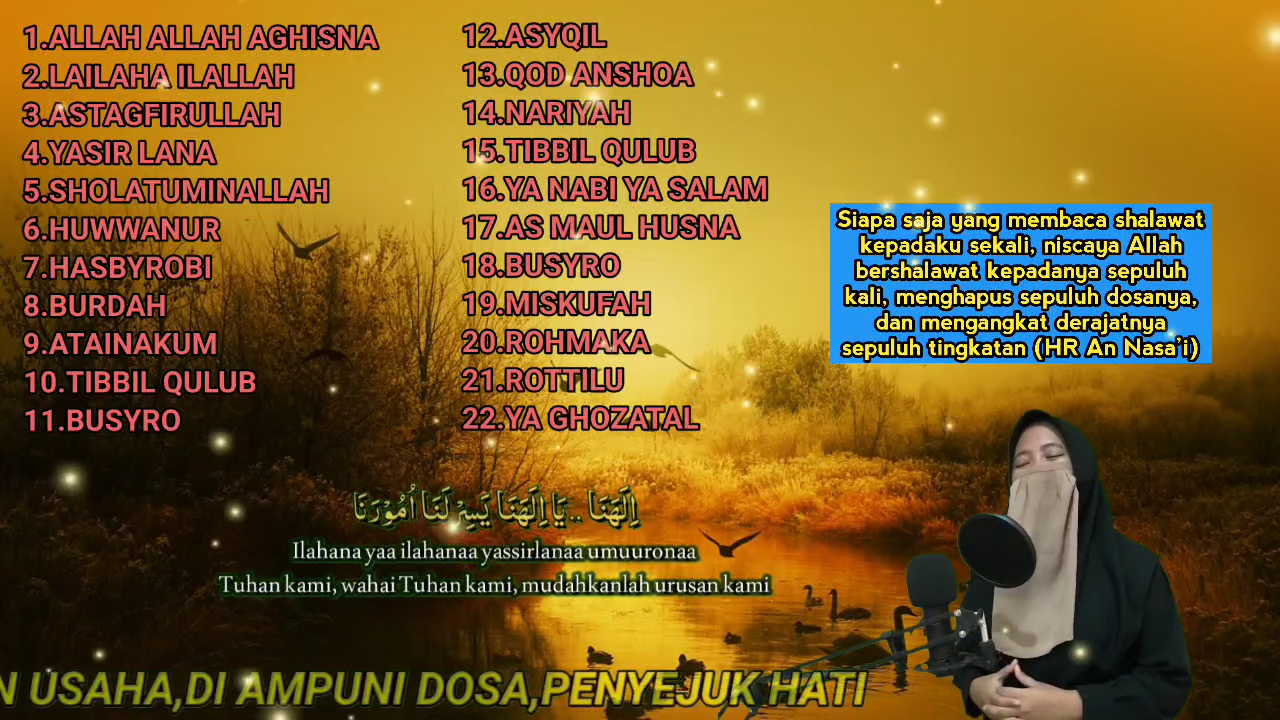 1.ALLAH ALLAH AGHISNA
2.LAILAHA ILALLAH
3.ASTAGFIRULLAH
4.YASIR LANA
5.SHOLATUMINALLAH
6.HUWWANUR
7.HASBYROBI
8.BURDAH
9.ATAINAKUM
10.TIBBIL QULUB
11.BUSYRO
12.ASYQIL
13.QOD ANSHOA
14.NARIYAH
15.TIBBIL QULUB
16.YA NABI YA SALAM
17.AS MAUL HUSNA
18.BUSYRO
19.MISKUFAH
20.ROHMAKA
21.ROTTILU
22.YA GHOZATAL
Siapa saja yang membaca shalawat
kepadaku sekali, niscaya Allah
bershalawat kepadanya sepuluh
kali, menghapus sepuluh dosanya,
dan mengangkat derajatnya
sepuluh tingkatan (HR An Nasa'i)
اِلٰهَنَا .. يَا اِلٰهَنَا يَسِّرْ لَنَا اُمُوْرَنَا
Ilahana yaa ilahanaa yassirlanaa umuuronaa
Tuhan kami, wahai Tuhan kami, mudahkanlah urusan kami
N USAHA,DI AMPUNI DOSA,PENYEJUK HATI